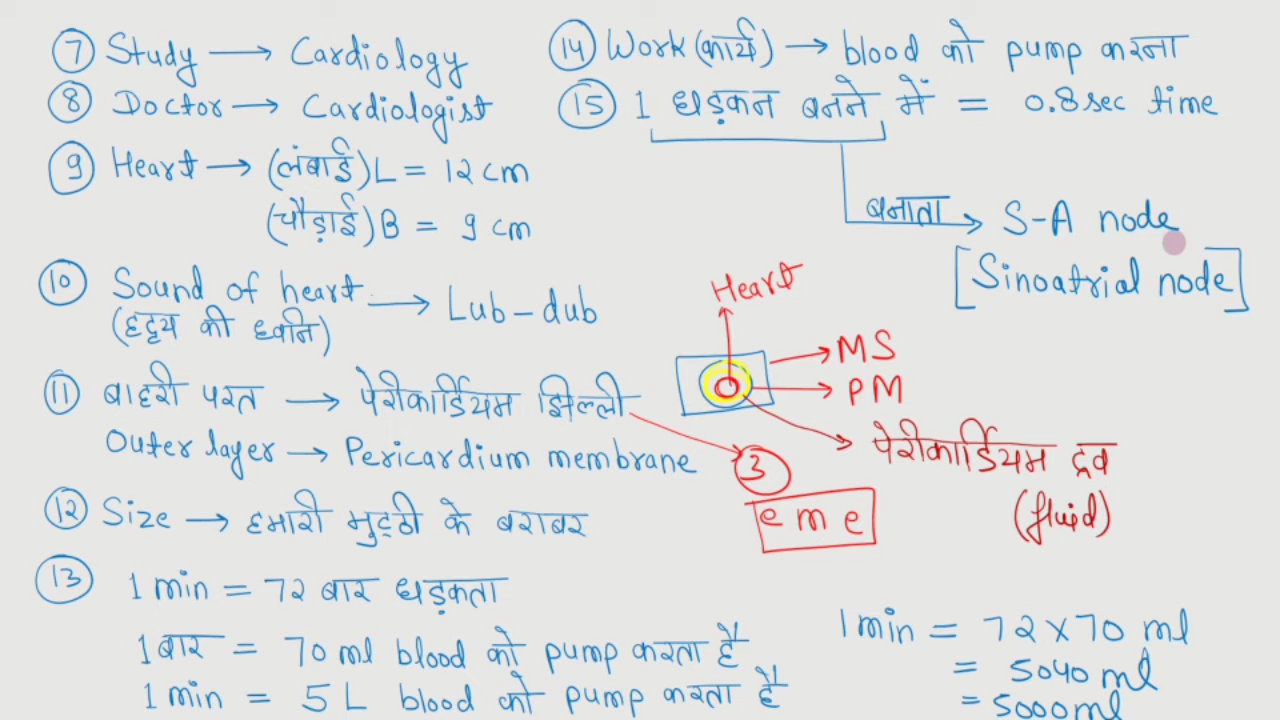 7 Study → Cardiology
8 Doctor → Cardiologist
9 Heart → (लंबाई) L = 12 cm
(चौड़ाई) B = 9 cm
10 Sound of heart → Lub-dub
(हृदय की ध्वनि)
11 बाहरी परत → पेरीकार्डियम झिल्ली
Outer layer → Pericardium membrane
12 Size → हमारी मुट्ठी के बराबर
13 1 min = 72 बार धड़कता
1 बार = 70 ml blood को pump करता है
1 min = 5 L blood को pump करता है
14 Work (कार्य) → blood को pump करना
15 1 धड़कन बनने में = 0.8 sec time
बनाता → S-A node
[Sinoatrial node]
Heart
MS
PM
पेरीकार्डियम द्रव
(fluid)
3
e m e
1 min = 72 x 70 ml
= 5040 ml
= 5000 ml